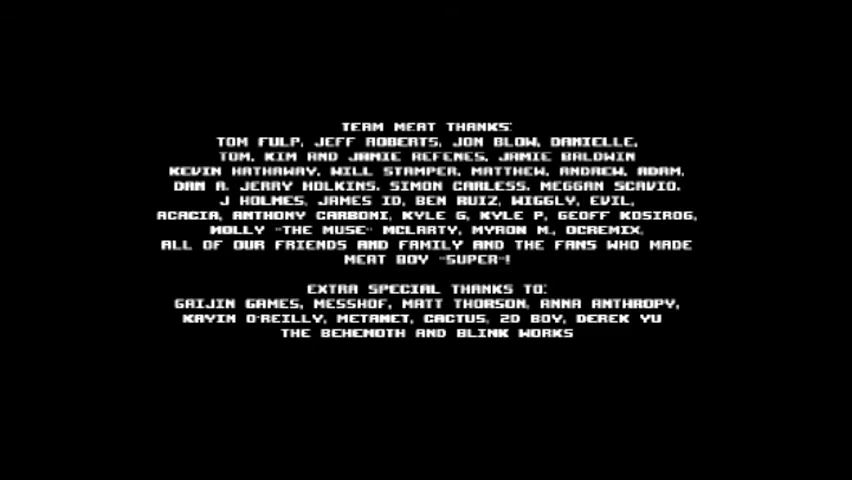 TEAM MEAT THANKS:
TOM FULP, JEFF ROBERTS, JON BLOW, DANIELLE,
TOM, KIM AND JAMIE REFENES, JAMIE BALDWIN
KEVIN HATHAWAY, WILL STAMPER, MATTHEW, ANDREW, ADAM,
DAN A. JERRY HOLKINS, SIMON CARLESS, MEGGAN SCAVIO,
J HOLMES, JAMES ID, BEN RUIZ, WIGGLY, EVIL,
ACACIA, ANTHONY CARBONI, KYLE G, KYLE P, GEOFF KOSIROG,
MOLLY "THE MUSE" MCLARTY, MYRON M., OCREMIX,
ALL OF OUR FRIENDS AND FAMILY AND THE FANS WHO MADE
MEAT BOY "SUPER"!
EXTRA SPECIAL THANKS TO:
GAIJIN GAMES, MESSHOF, MATT THORSON, ANNA ANTHROPY,
KAYIN O'REILLY, METANET, CACTUS, 2D BOY, DEREK YU
THE BEHEMOTH AND BLINK WORKS